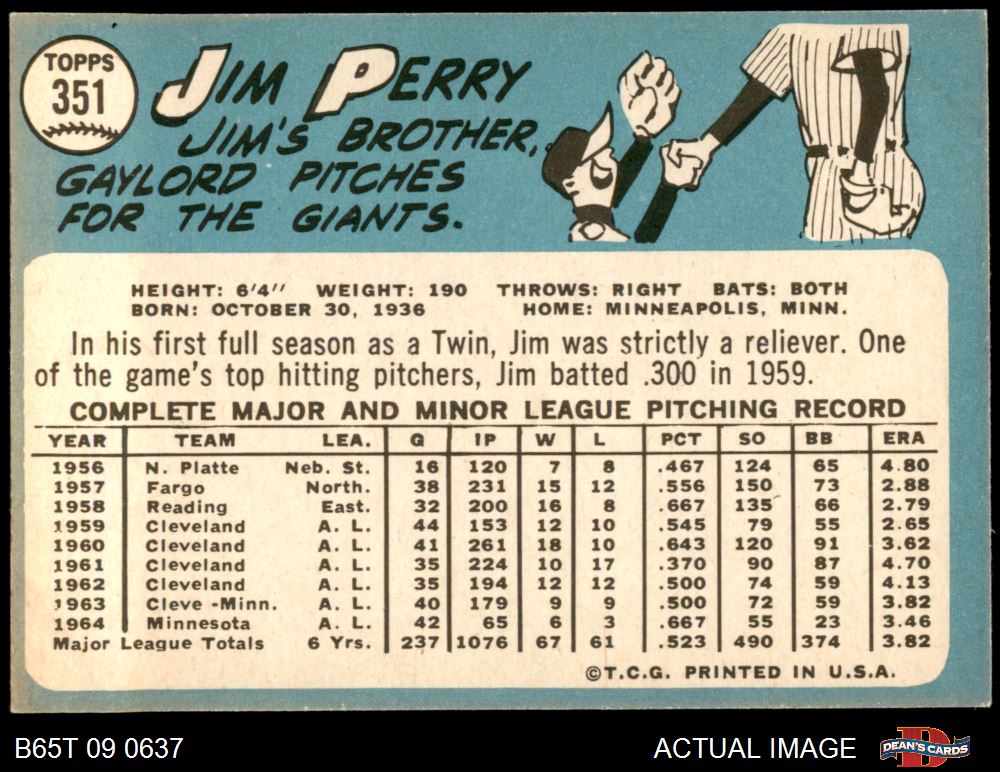 TOPPS
351
JIM PERRY
JIM'S BROTHER,
GAYLORD PITCHES
FOR THE GIANTS.
HEIGHT: 6'4" WEIGHT: 190 THROWS: RIGHT BATS: BOTH
BORN: OCTOBER 30, 1936 HOME: MINNEAPOLIS, MINN.
In his first full season as a Twin, Jim was strictly a reliever. One
of the game's top hitting pitchers, Jim batted .300 in 1959.
COMPLETE MAJOR AND MINOR LEAGUE PITCHING RECORD
YEAR TEAM LEA. G IP W L PCT SO BB ERA
1956 N. Platte Neb. St. 16 120 7 8 .467 124 65 4.80
1957 Fargo North. 38 231 15 12 .556 150 73 2.88
1958 Reading East. 32 200 16 8 .667 135 66 2.79
1959 Cleveland A. L. 44 153 12 10 .545 79 55 2.65
1960 Cleveland A. L. 41 261 18 10 .643 120 91 3.62
1961 Cleveland A. L. 35 224 10 17 .370 90 87 4.70
1962 Cleveland A. L. 35 194 12 12 .500 74 59 4.13
1963 Cleve -Minn. A. L. 40 179 9 9 .500 72 59 3.82
1964 Minnesota A. L. 42 65 6 3 .667 55 23 3.46
Major League Totals 6 Yrs. 237 1076 67 61 .523 490 374 3.82
©T.C.G. PRINTED IN U.S.A.
B65T 09 0637 ACTUAL IMAGE DEAN'S CARDS